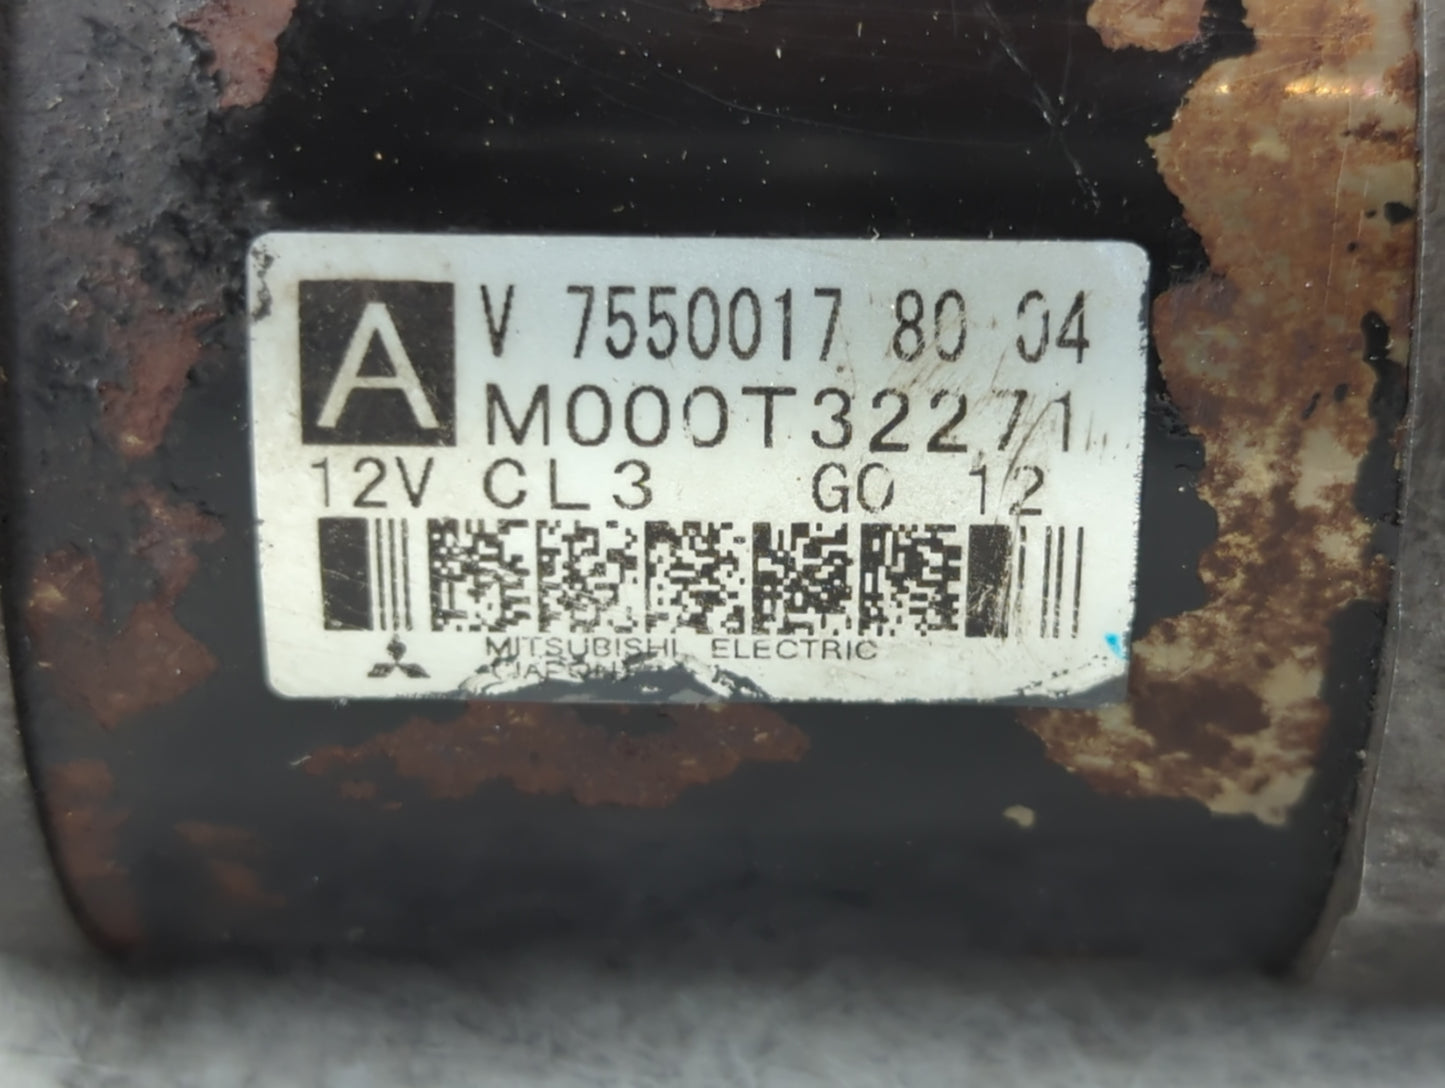 A
V 7550017 80 04
M000T32271
12V CL3 G0 12
MITSUBISHI ELECTRIC